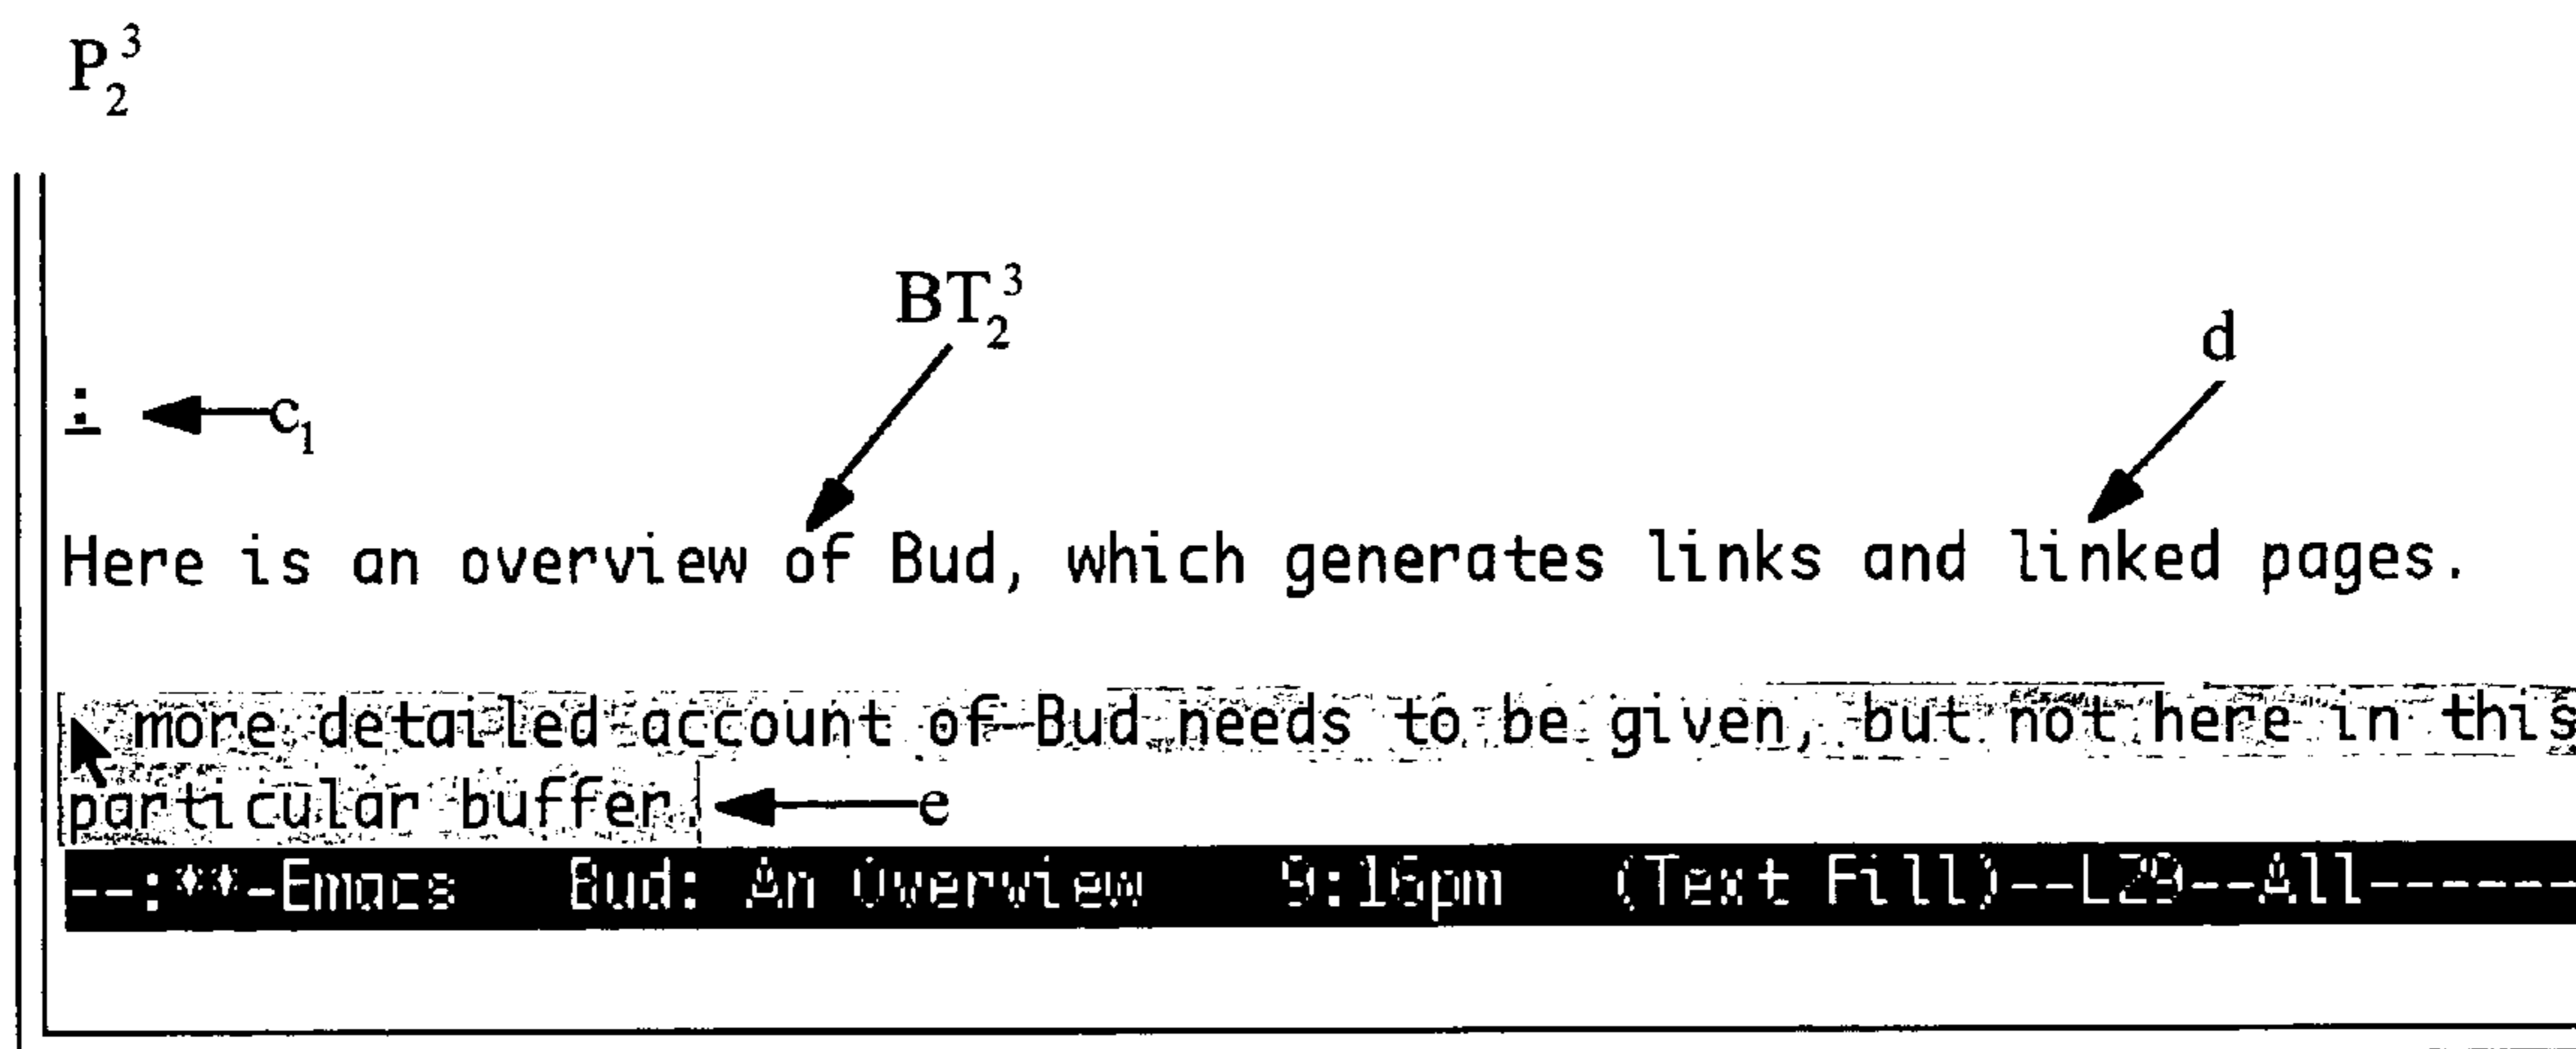 P₂³
BT₂³
d
: c₁
Here is an overview of Bud, which generates links and linked pages.
more detailed account of Bud needs to be given, but not here in this
particular buffer. e
--:**-Emacs Bud: An Overview 9:16pm (Text Fill)--L29--All------